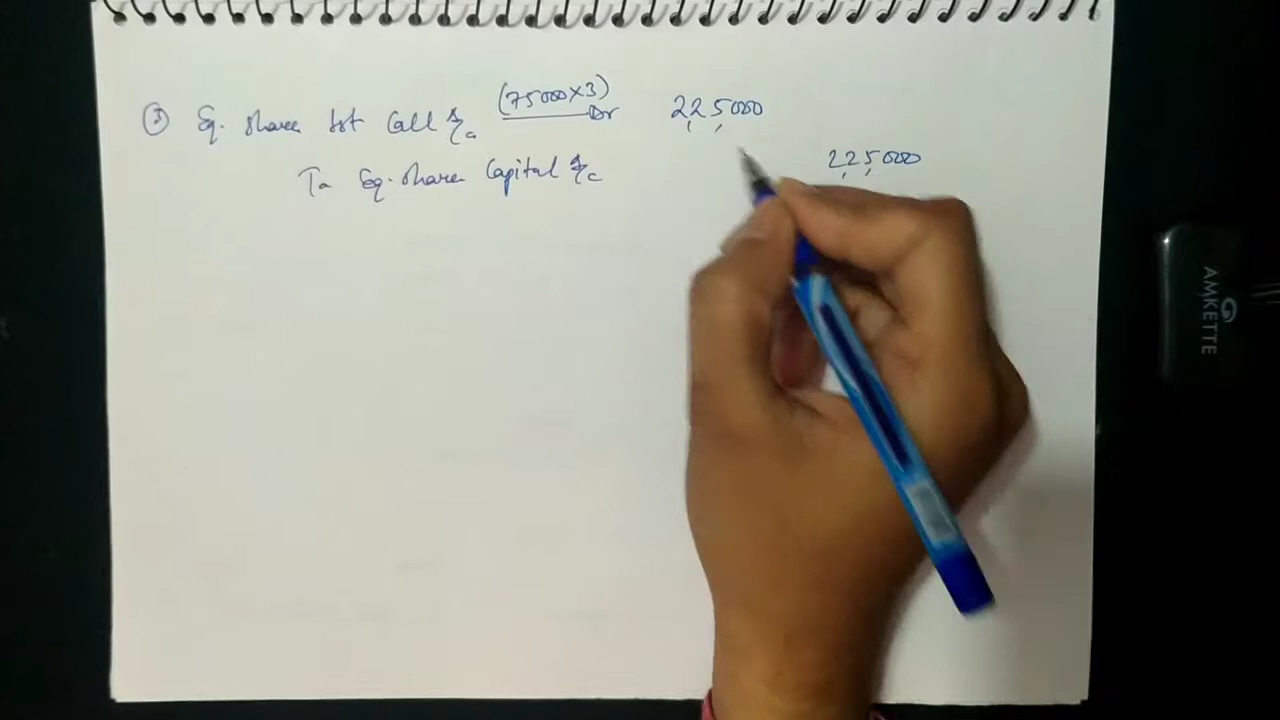 ③ Eq. Share 1st Call A/c (75000×3) Dr 225000
To Eq. Share Capital A/c 225000
AMKETTE